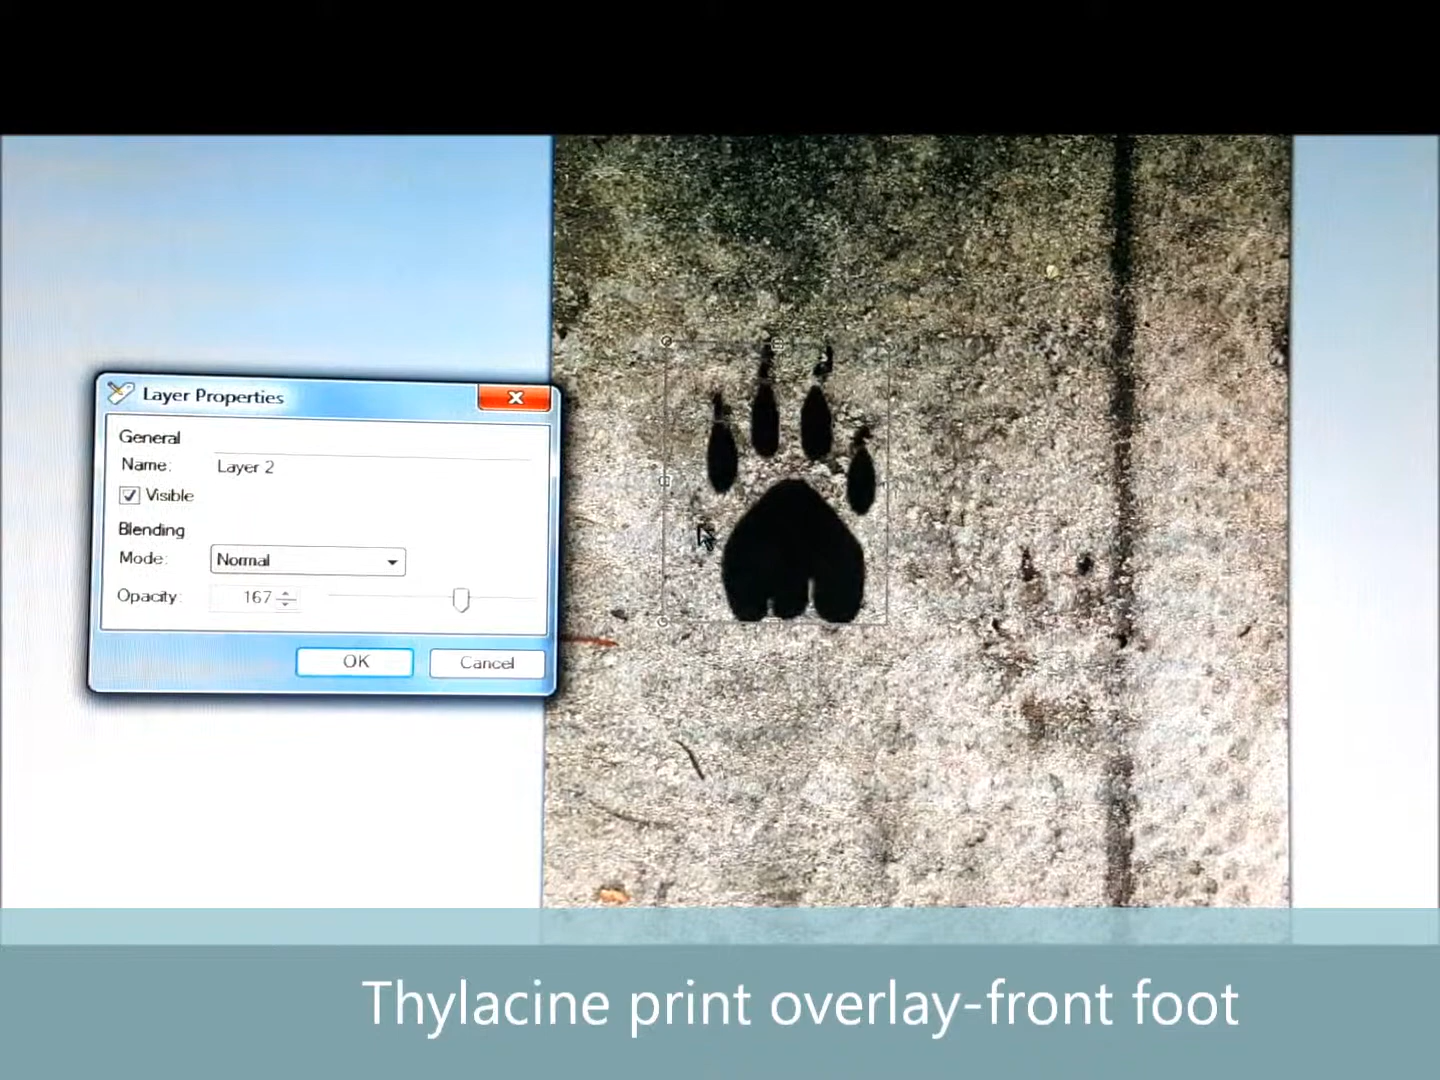 Layer Properties
General
Name: Layer 2
Visible
Blending
Mode: Normal
Opacity: 167
OK Cancel
Thylacine print overlay-front foot